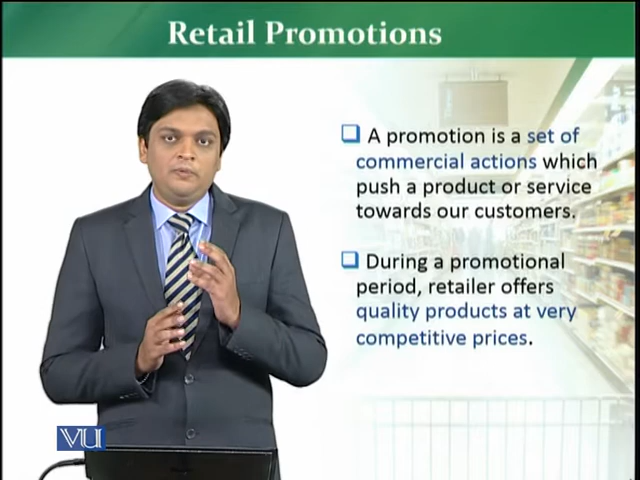 Retail Promotions
A promotion is a set of
commercial actions which
push a product or service
towards our customers.
During a promotional
period, retailer offers
quality products at very
competitive prices.
VU